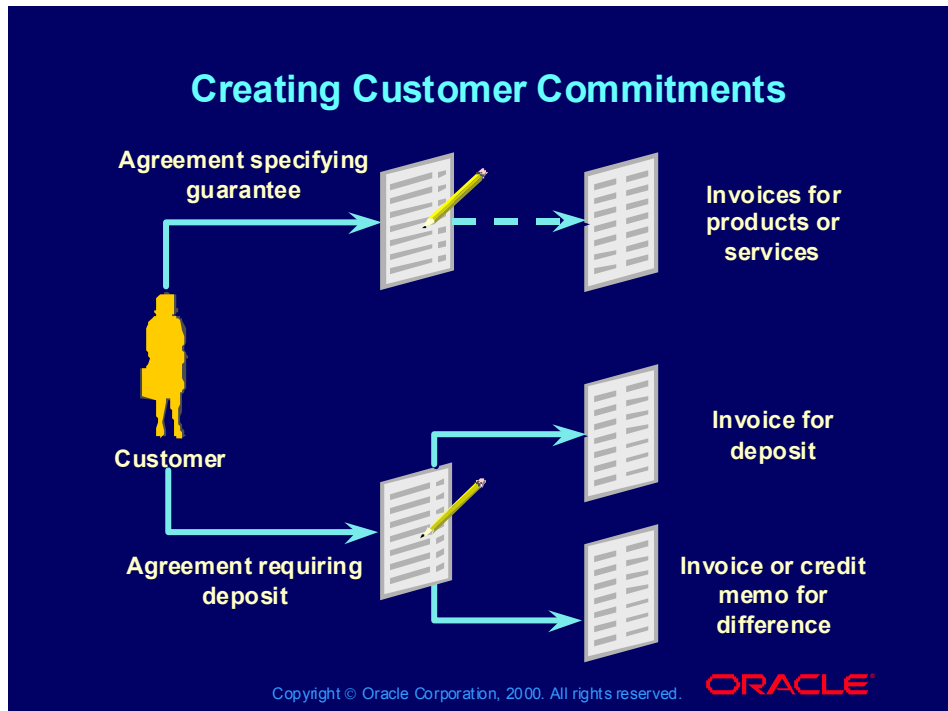 Creating Customer Commitments
Agreement specifying
guarantee
Invoices for
products or
services
Customer
Invoice for
deposit
Agreement requiring
deposit
Invoice or credit
memo for
difference
Copyright © Oracle Corporation, 2000. All rights reserved.
ORACLE®